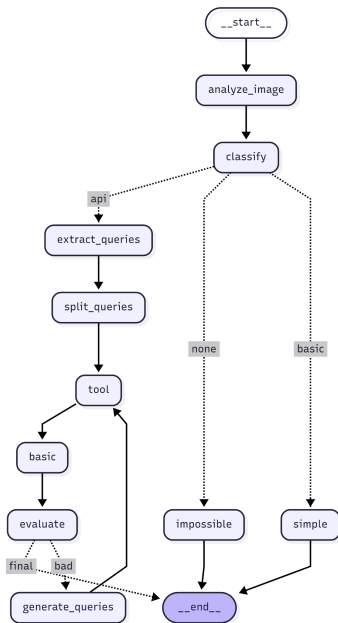 __start__
analyze_image
classify
api
extract_queries
split_queries
none
basic
tool
basic
evaluate
impossible
simple
final
bad
generate_queries
__end__